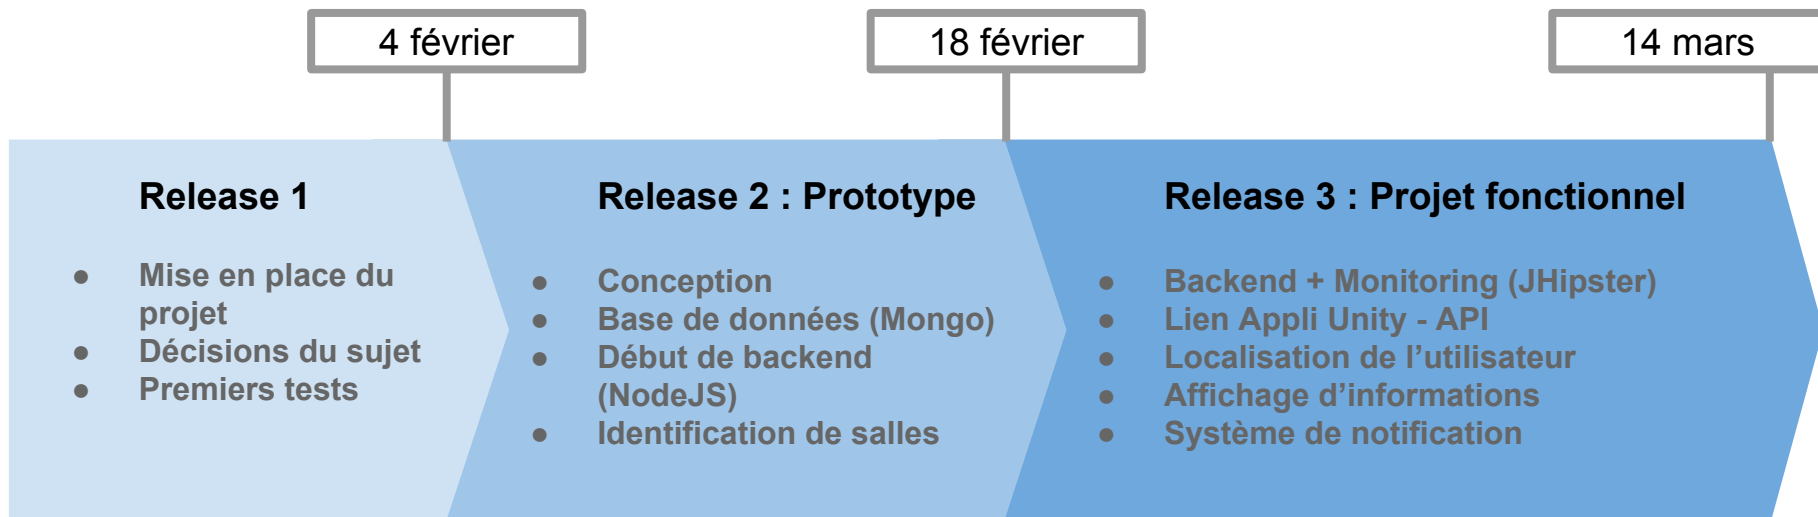 4 février
18 février
14 mars
Release 1
● Mise en place du
projet
● Décisions du sujet
● Premiers tests
Release 2 : Prototype
● Conception
● Base de données (Mongo)
● Début de backend
(NodeJS)
● Identification de salles
Release 3 : Projet fonctionnel
● Backend + Monitoring (JHipster)
● Lien Appli Unity - API
● Localisation de l’utilisateur
● Affichage d’informations
● Système de notification